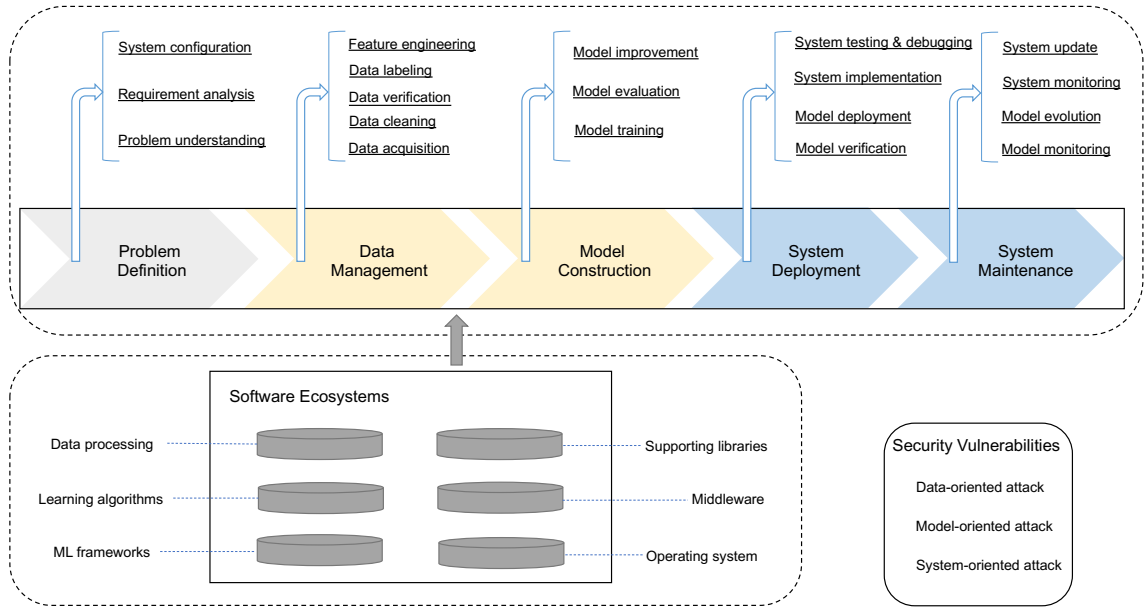 System configuration
Requirement analysis
Problem understanding
Feature engineering
Data labeling
Data verification
Data cleaning
Data acquisition
Model improvement
Model evaluation
Model training
System testing & debugging
System implementation
Model deployment
Model verification
System update
System monitoring
Model evolution
Model monitoring
Problem
Definition
Data
Management
Model
Construction
System
Deployment
System
Maintenance
Software Ecosystems
Data processing
Learning algorithms
ML frameworks
Supporting libraries
Middleware
Operating system
Security Vulnerabilities
Data-oriented attack
Model-oriented attack
System-oriented attack